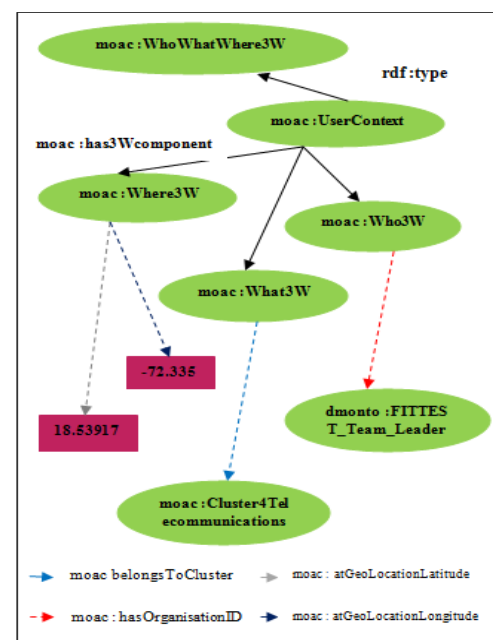 moac :WhoWhatWhere3W
rdf :type
moac :UserContext
moac :has3Wcomponent
moac :Where3W
moac :Who3W
moac :What3W
-72.335
18.53917
dmonto :FITTES
T_Team_Leader
moac :Cluster4Tel
ecommunications
moac belongsToCluster
moac : atGeoLocationLatitude
moac : hasOrganisationID
moac : atGeoLocationLongitude